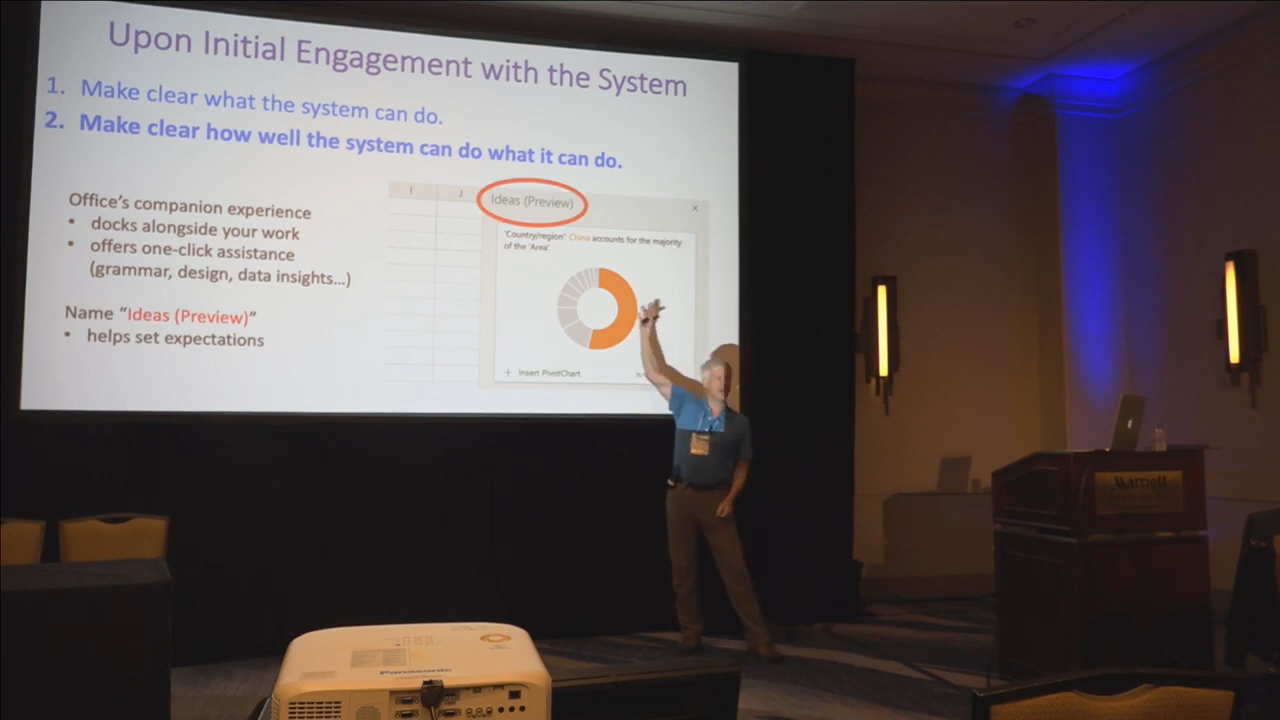 Upon Initial Engagement with the System
1. Make clear what the system can do.
2. Make clear how well the system can do what it can do.
Office's companion experience
• docks alongside your work
• offers one-click assistance
(grammar, design, data insights...)
Name "Ideas (Preview)"
• helps set expectations
I J
Ideas (Preview) ×
'Country/region': China accounts for the majority
of the 'Area'.
+ Insert PivotChart
Marriott
Panasonic